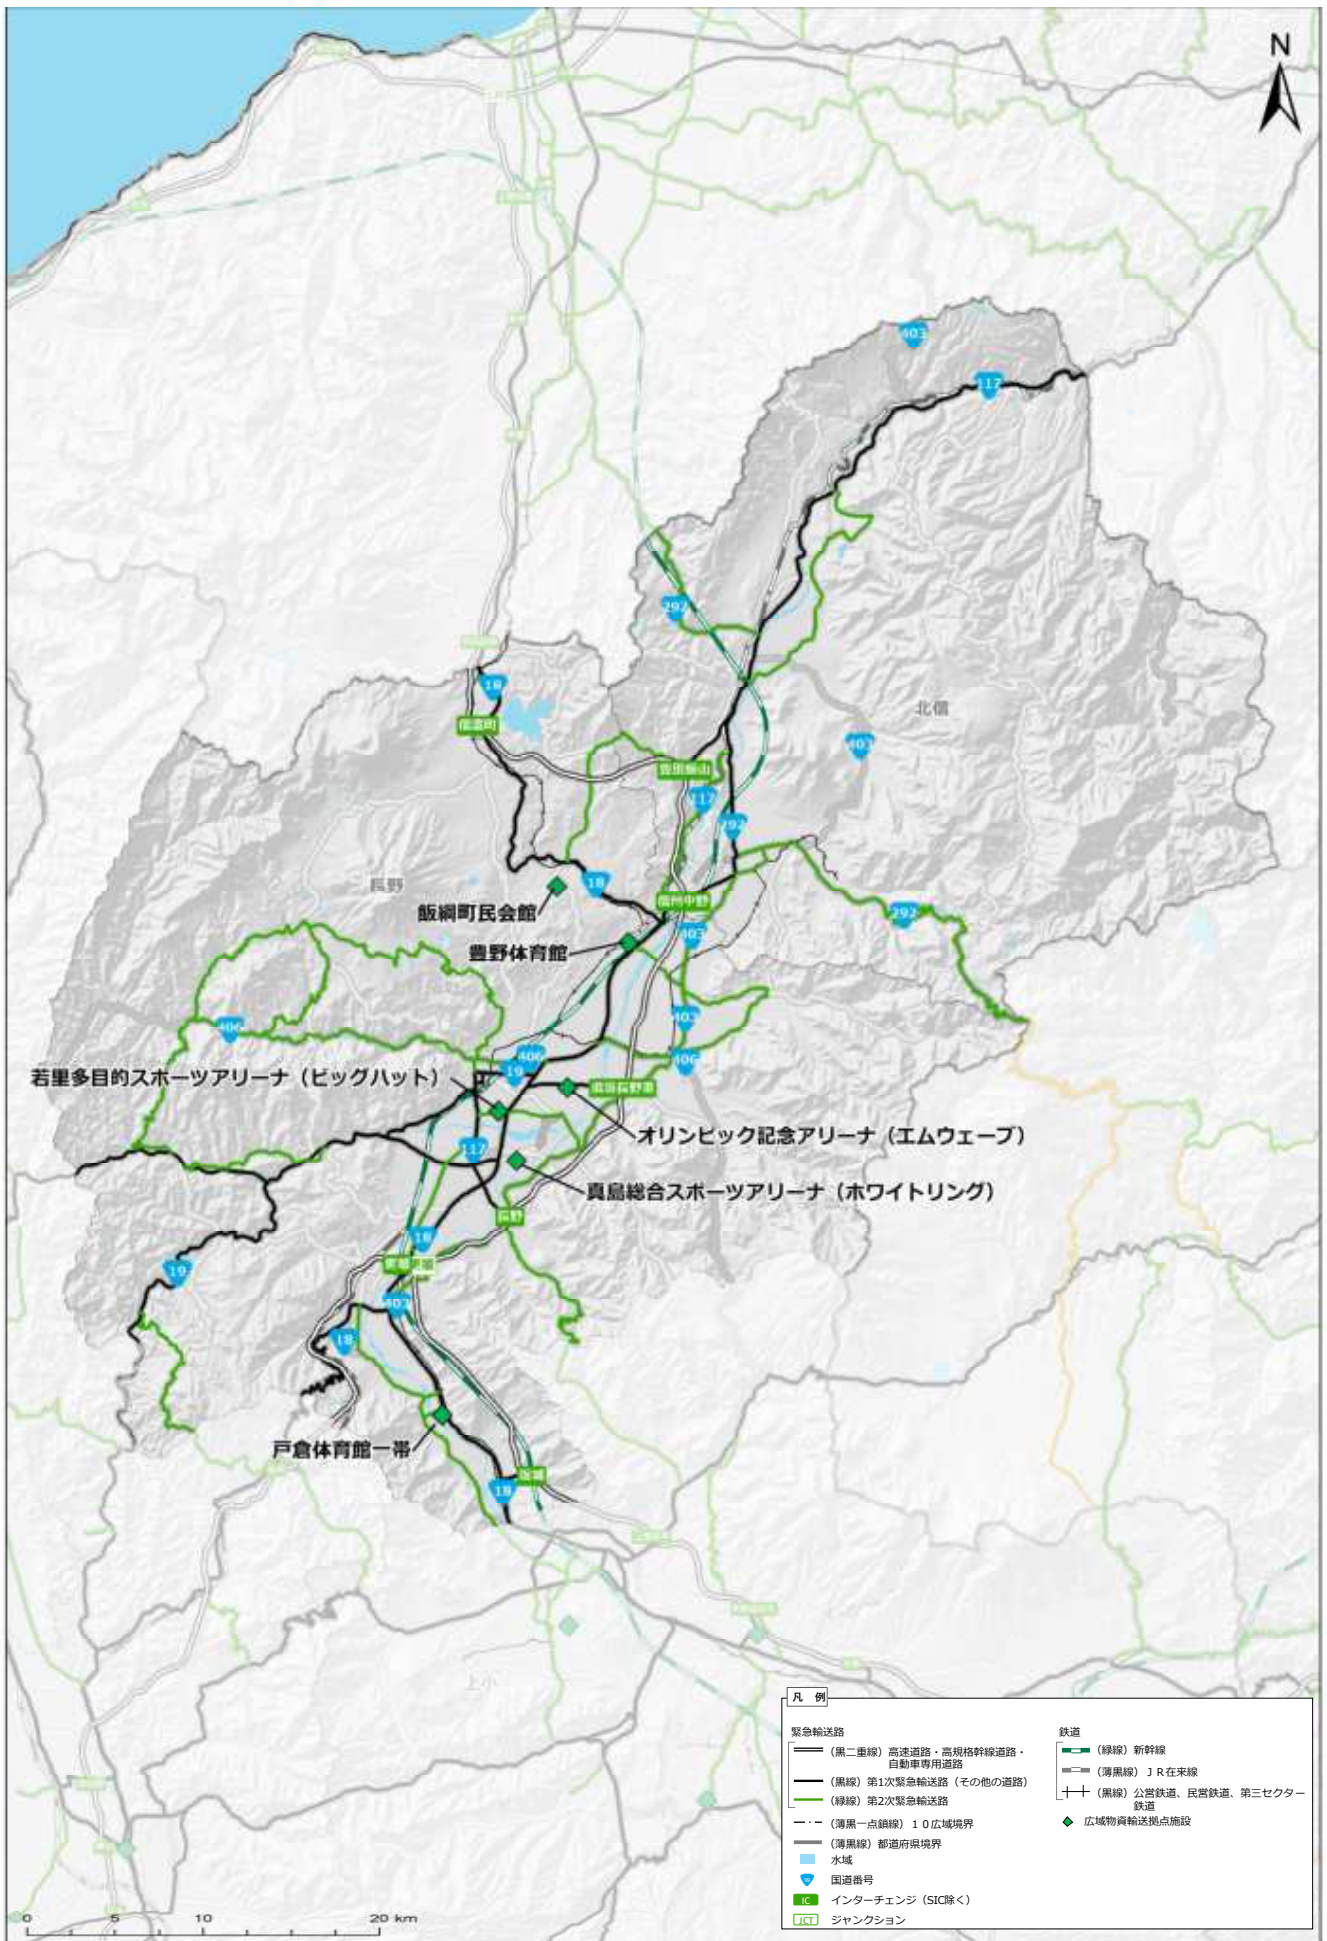 N
403
117
292
18
信濃町
北信
403
豊田飯山
117
292
長野
18
飯綱町民会館
信州中野
292
403
豊野体育館
406
403
406
406
19
若里多目的スポーツアリーナ（ビッグハット）
須坂長野東
オリンピック記念アリーナ（エムウェーブ）
117
真島総合スポーツアリーナ（ホワイトリング）
長野
18
19
更埴
403
18
戸倉体育館一帯
坂城
18
上小
凡 例
緊急輸送路
（黒二重線）高速道路・高規格幹線道路・
自動車専用道路
（黒線）第1次緊急輸送路（その他の道路）
（緑線）第2次緊急輸送路
（薄黒一点鎖線）１０広域境界
（薄黒線）都道府県境界
水域
国道番号
IC インターチェンジ（SIC除く）
JCT ジャンクション
鉄道
（緑線）新幹線
（薄黒線）ＪＲ在来線
（黒線）公営鉄道、民営鉄道、第三セクター
鉄道
広域物資輸送拠点施設
0 5 10 20 km